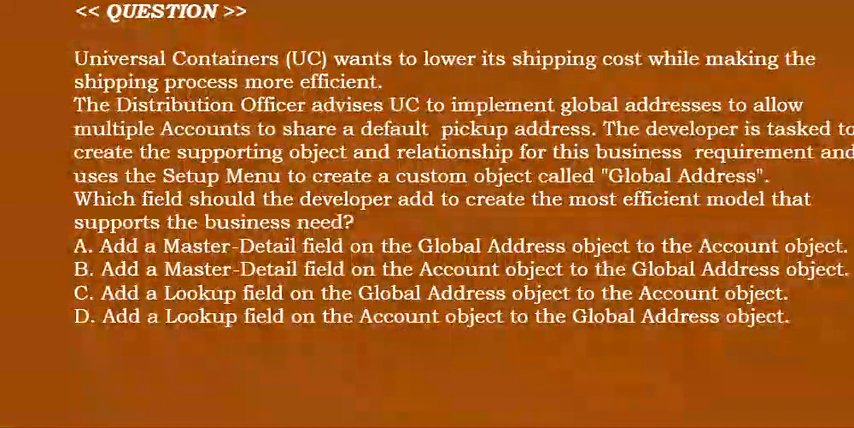 << QUESTION >>
Universal Containers (UC) wants to lower its shipping cost while making the
shipping process more efficient.
The Distribution Officer advises UC to implement global addresses to allow
multiple Accounts to share a default pickup address. The developer is tasked to
create the supporting object and relationship for this business requirement and
uses the Setup Menu to create a custom object called "Global Address".
Which field should the developer add to create the most efficient model that
supports the business need?
A. Add a Master-Detail field on the Global Address object to the Account object.
B. Add a Master-Detail field on the Account object to the Global Address object.
C. Add a Lookup field on the Global Address object to the Account object.
D. Add a Lookup field on the Account object to the Global Address object.